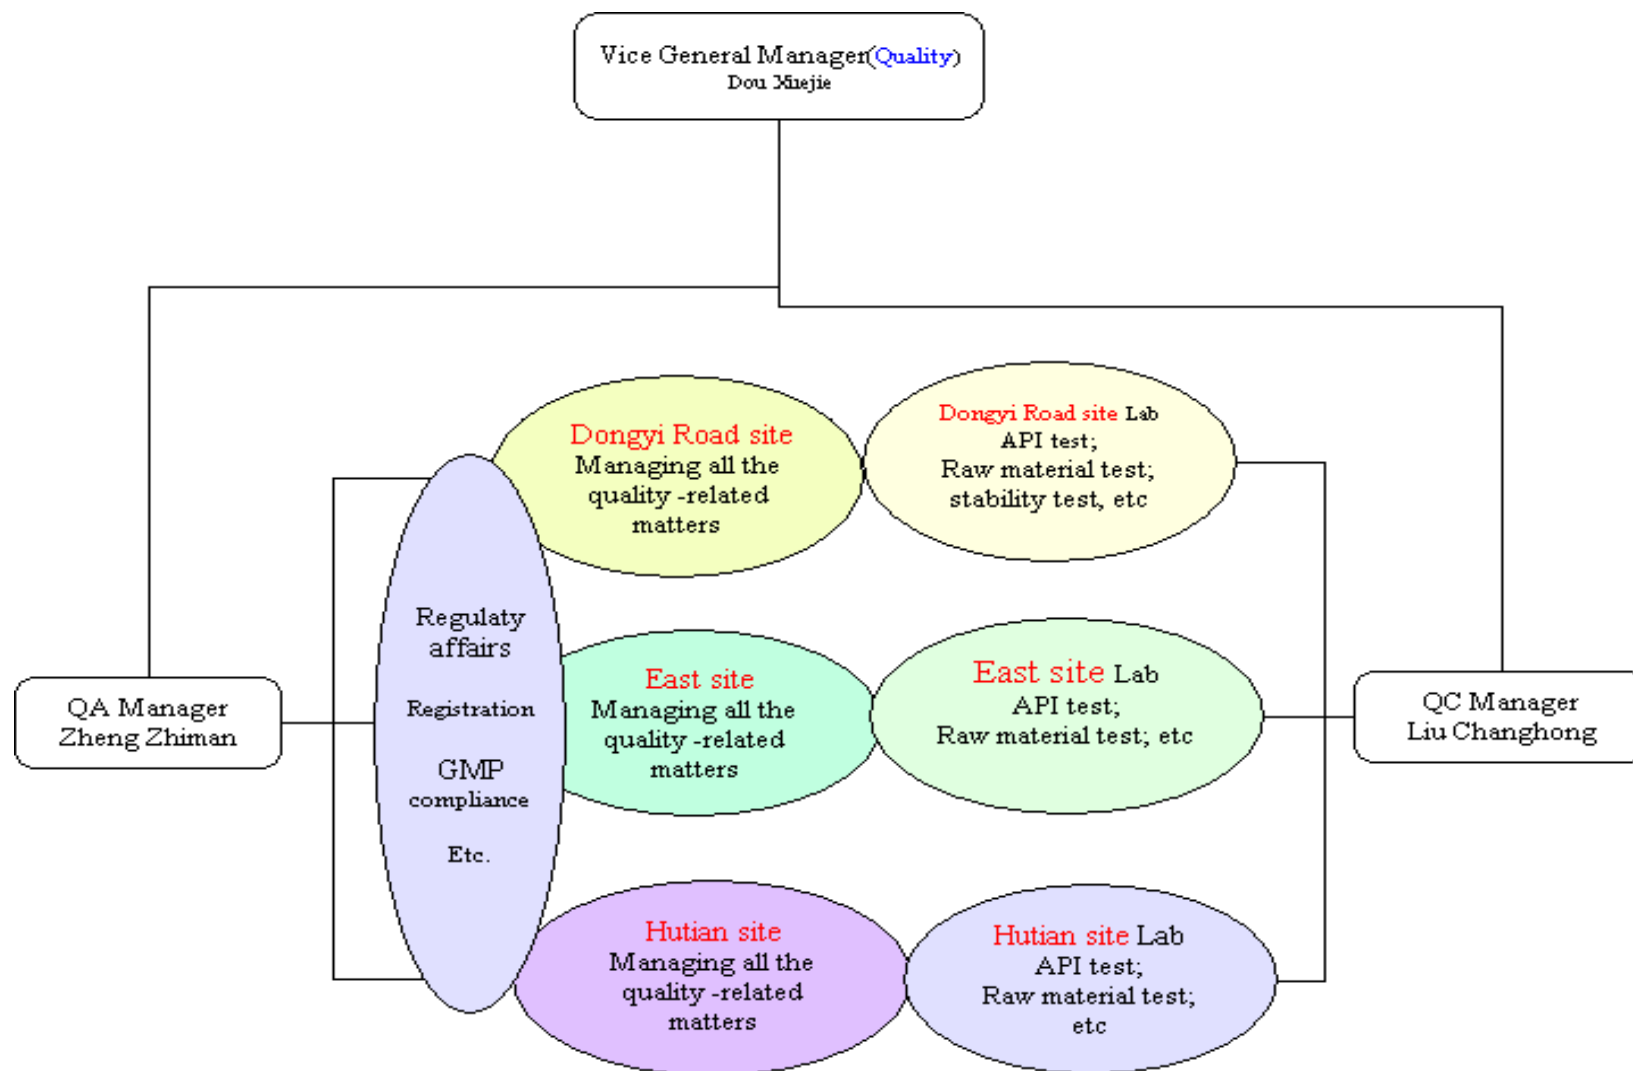 Vice General Manager(Quality)
Dou Xuejie
Dongyi Road site
Managing all the
quality -related
matters
Dongyi Road site Lab
API test;
Raw material test;
stability test, etc
Regulaty
affairs
Registration
GMP
compliance
Etc.
QA Manager
Zheng Zhiman
East site
Managing all the
quality -related
matters
East site Lab
API test;
Raw material test; etc
QC Manager
Liu Changhong
Hutian site
Managing all the
quality -related
matters
Hutian site Lab
API test;
Raw material test;
etc